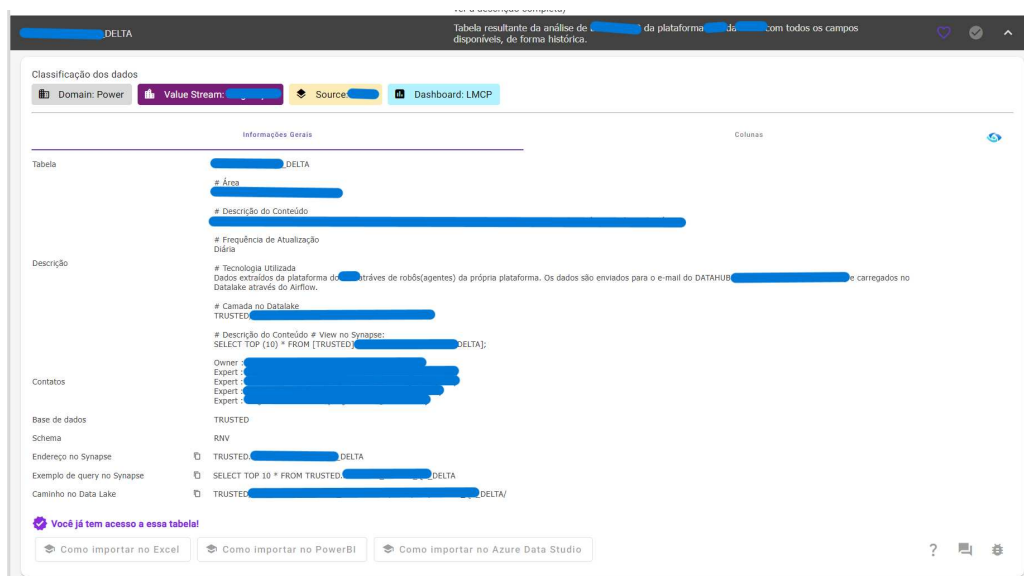 ver a descrição completa)
_DELTA
Tabela resultante da análise de da plataforma da com todos os campos
disponíveis, de forma histórica.
Classificação dos dados
Domain: Power
Value Stream:
Source:
Dashboard: LMCP
Informações Gerais
Colunas
Tabela
_DELTA
Descrição
# Área
# Descrição do Conteúdo
# Frequência de Atualização
Diária
# Tecnologia Utilizada
Dados extraídos da plataforma do atráves de robôs(agentes) da própria plataforma. Os dados são enviados para o e-mail do DATAHUB e carregados no
Datalake através do Airflow.
# Camada no Datalake
TRUSTED
# Descrição do Conteúdo # View no Synapse:
SELECT TOP (10) * FROM [TRUSTED] DELTA];
Contatos
Owner :
Expert :
Expert :
Expert :
Expert :
Base de dados
TRUSTED
Schema
RNV
Endereço no Synapse
TRUSTED. _DELTA
Exemplo de query no Synapse
SELECT TOP 10 * FROM TRUSTED. _DELTA
Caminho no Data Lake
TRUSTED _DELTA/
Você já tem acesso a essa tabela!
Como importar no Excel
Como importar no PowerBI
Como importar no Azure Data Studio
?